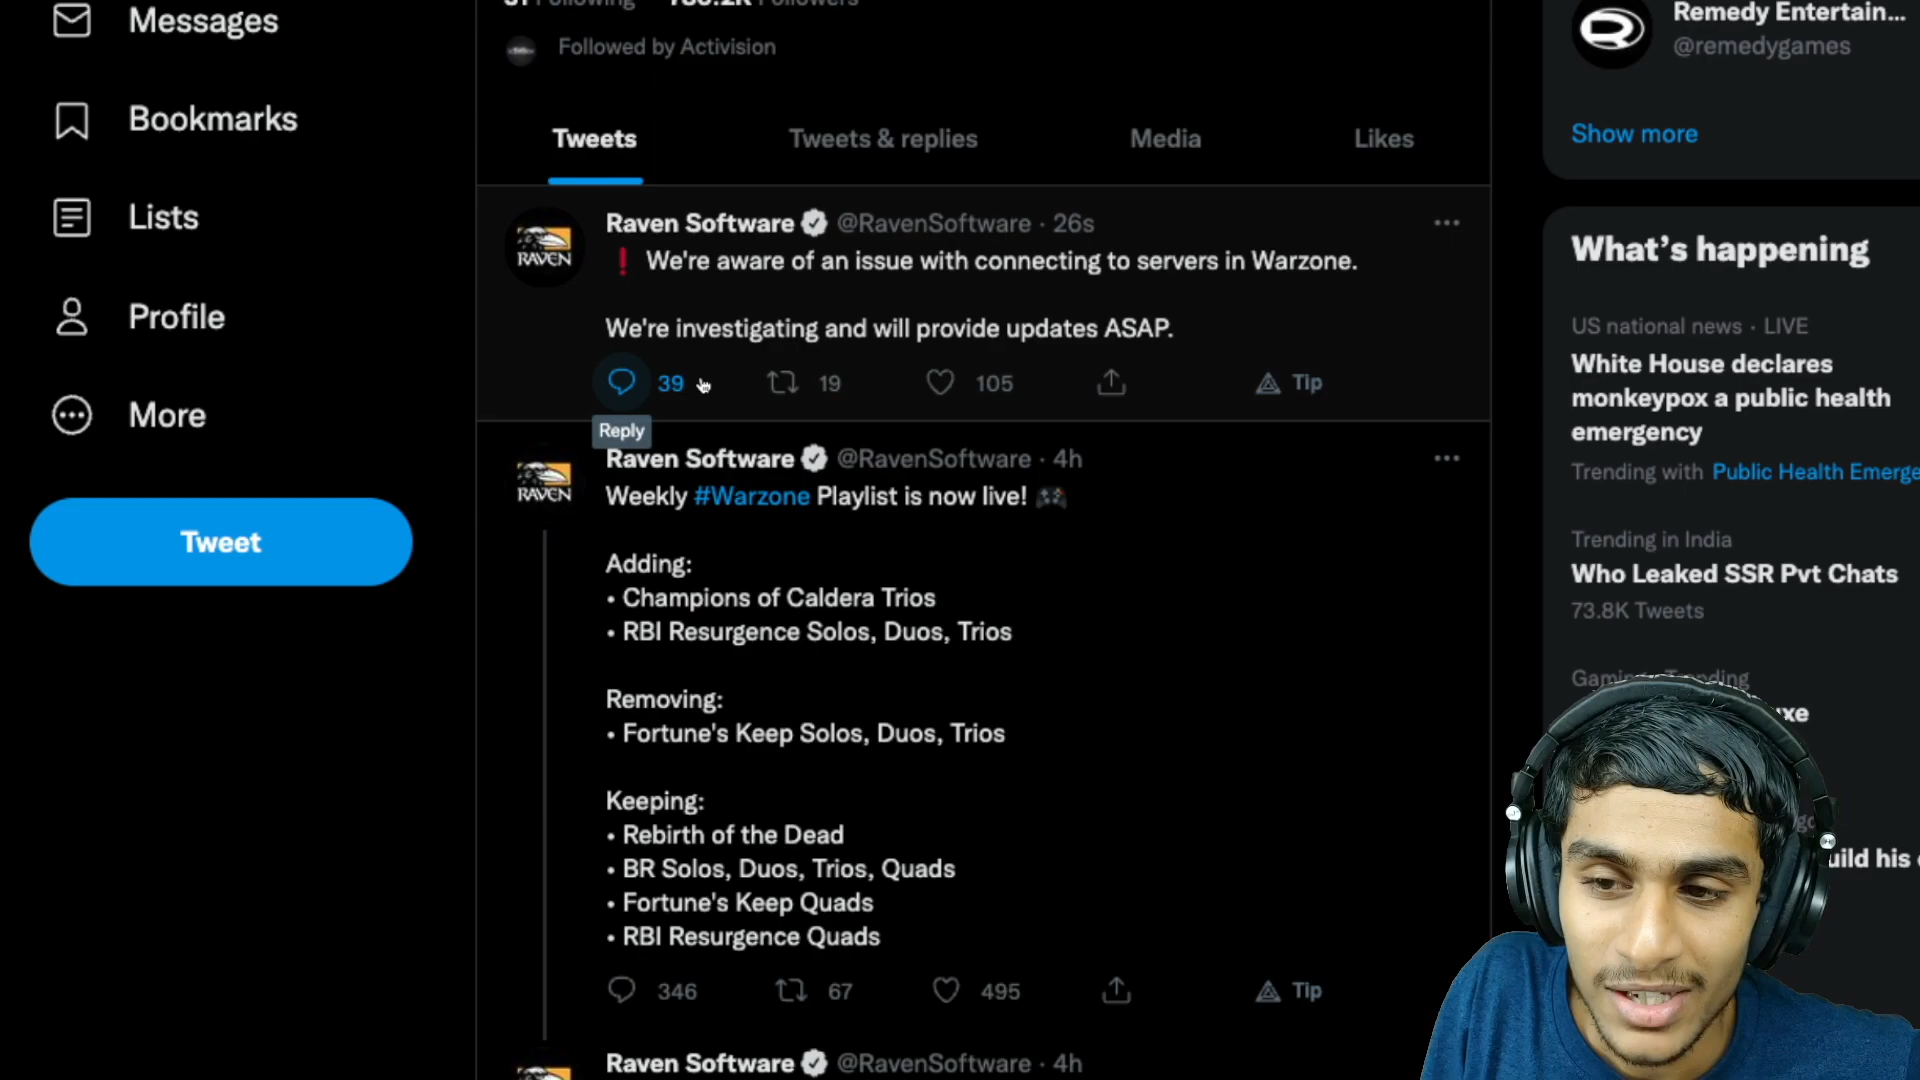 Messages
Bookmarks
Lists
Profile
More
Tweet
Followed by Activision
Tweets
Tweets & replies
Media
Likes
Raven Software @RavenSoftware · 26s
❗ We're aware of an issue with connecting to servers in Warzone.
We're investigating and will provide updates ASAP.
39
19
105
Tip
Reply
RAVEN
Raven Software @RavenSoftware · 4h
Weekly #Warzone Playlist is now live! 🎮
Adding:
• Champions of Caldera Trios
• RBI Resurgence Solos, Duos, Trios
Removing:
• Fortune's Keep Solos, Duos, Trios
Keeping:
• Rebirth of the Dead
• BR Solos, Duos, Trios, Quads
• Fortune's Keep Quads
• RBI Resurgence Quads
346
67
495
Tip
RAVEN
Raven Software @RavenSoftware · 4h
Remedy Entertain...
@remedygames
Show more
What's happening
US national news · LIVE
White House declares
monkeypox a public health
emergency
Trending with Public Health Emerge
Trending in India
Who Leaked SSR Pvt Chats
73.8K Tweets
his